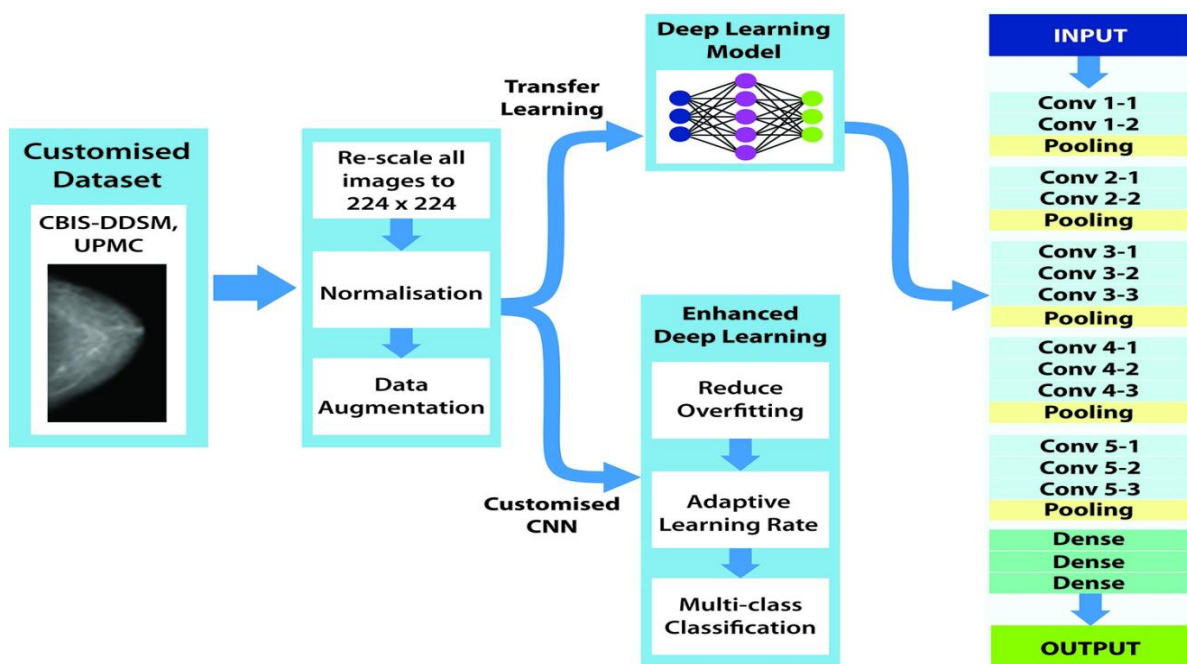 Customised
Dataset
CBIS-DDSM,
UPMC
Re-scale all
images to
224 x 224
Normalisation
Data
Augmentation
Transfer
Learning
Customised
CNN
Deep Learning
Model
Enhanced
Deep Learning
Reduce
Overfitting
Adaptive
Learning Rate
Multi-class
Classification
INPUT
Conv 1-1
Conv 1-2
Pooling
Conv 2-1
Conv 2-2
Pooling
Conv 3-1
Conv 3-2
Conv 3-3
Pooling
Conv 4-1
Conv 4-2
Conv 4-3
Pooling
Conv 5-1
Conv 5-2
Conv 5-3
Pooling
Dense
Dense
Dense
OUTPUT